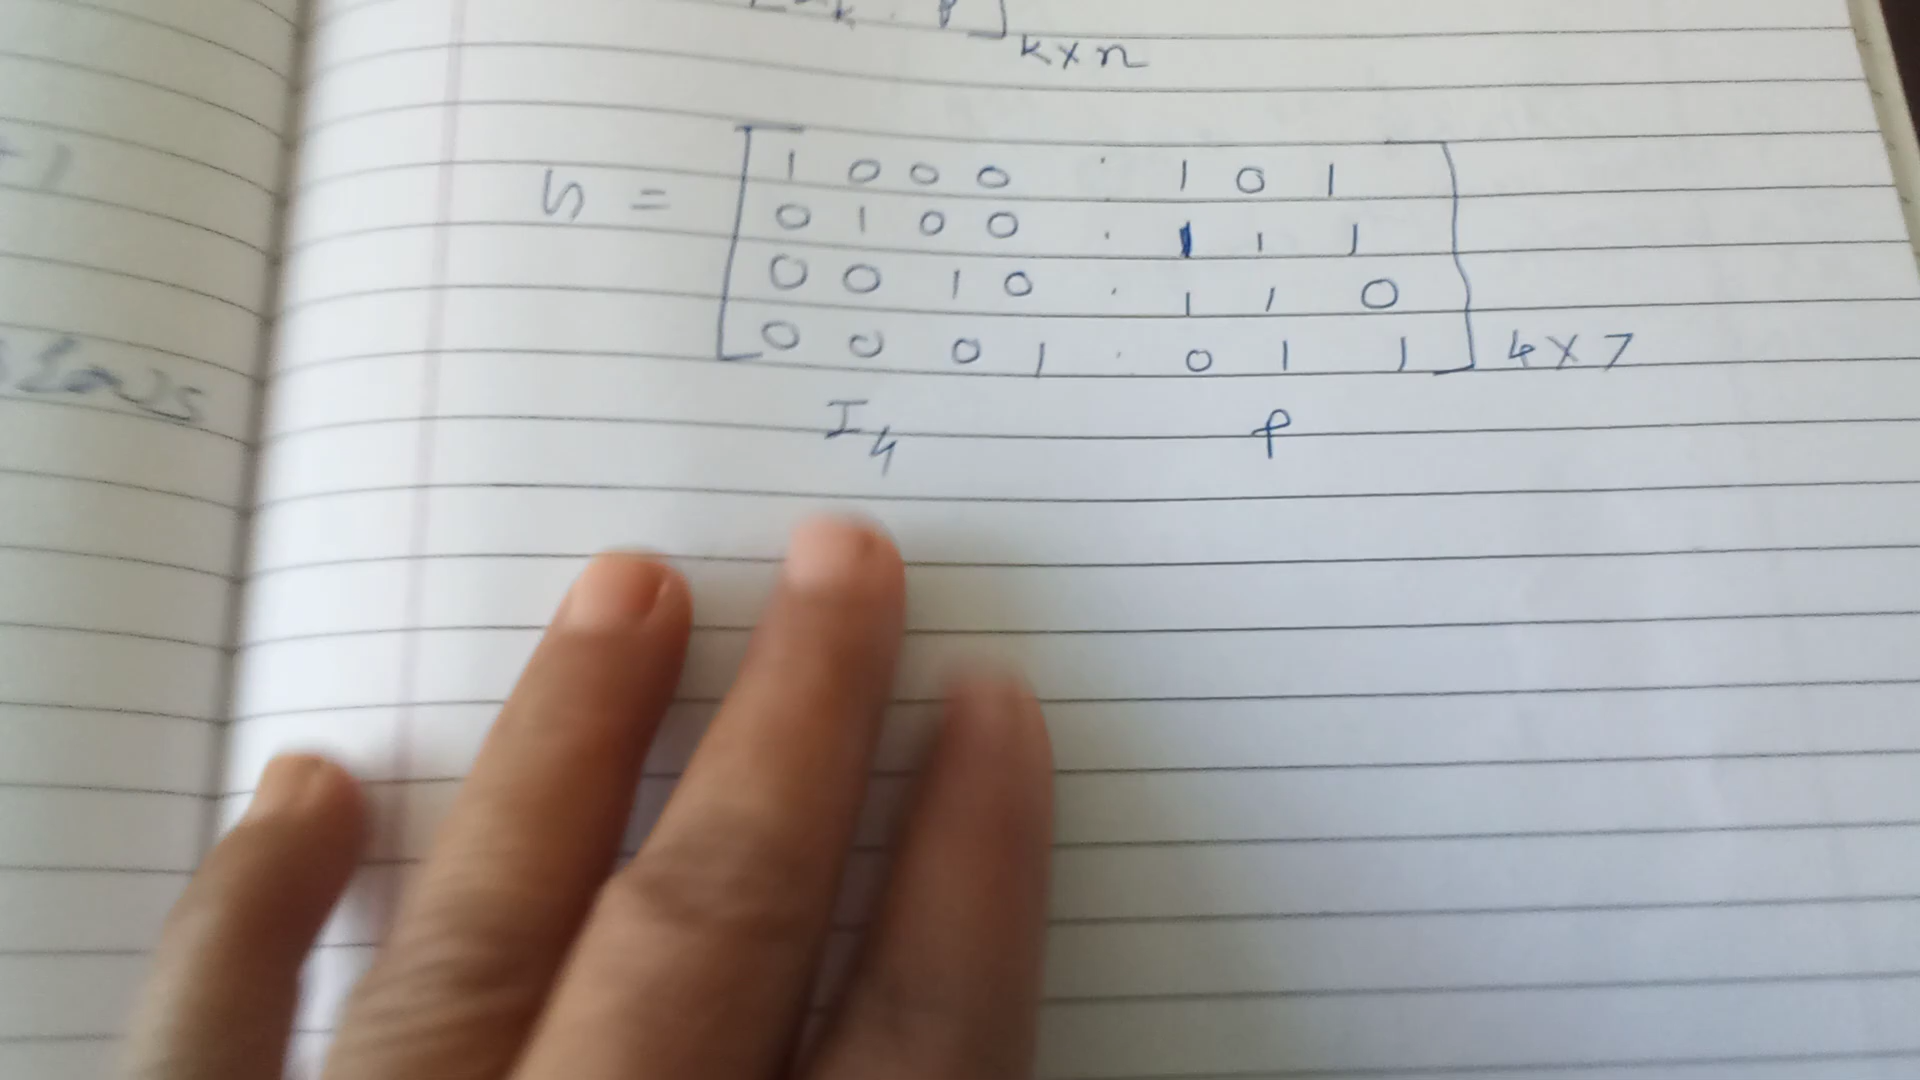 k . P ] k × n
G = [ 1 0 0 0 : 1 0 1
0 1 0 0 : 1 1 1
0 0 1 0 : 1 1 0
0 0 0 1 : 0 1 1 ] 4 × 7
I4 P